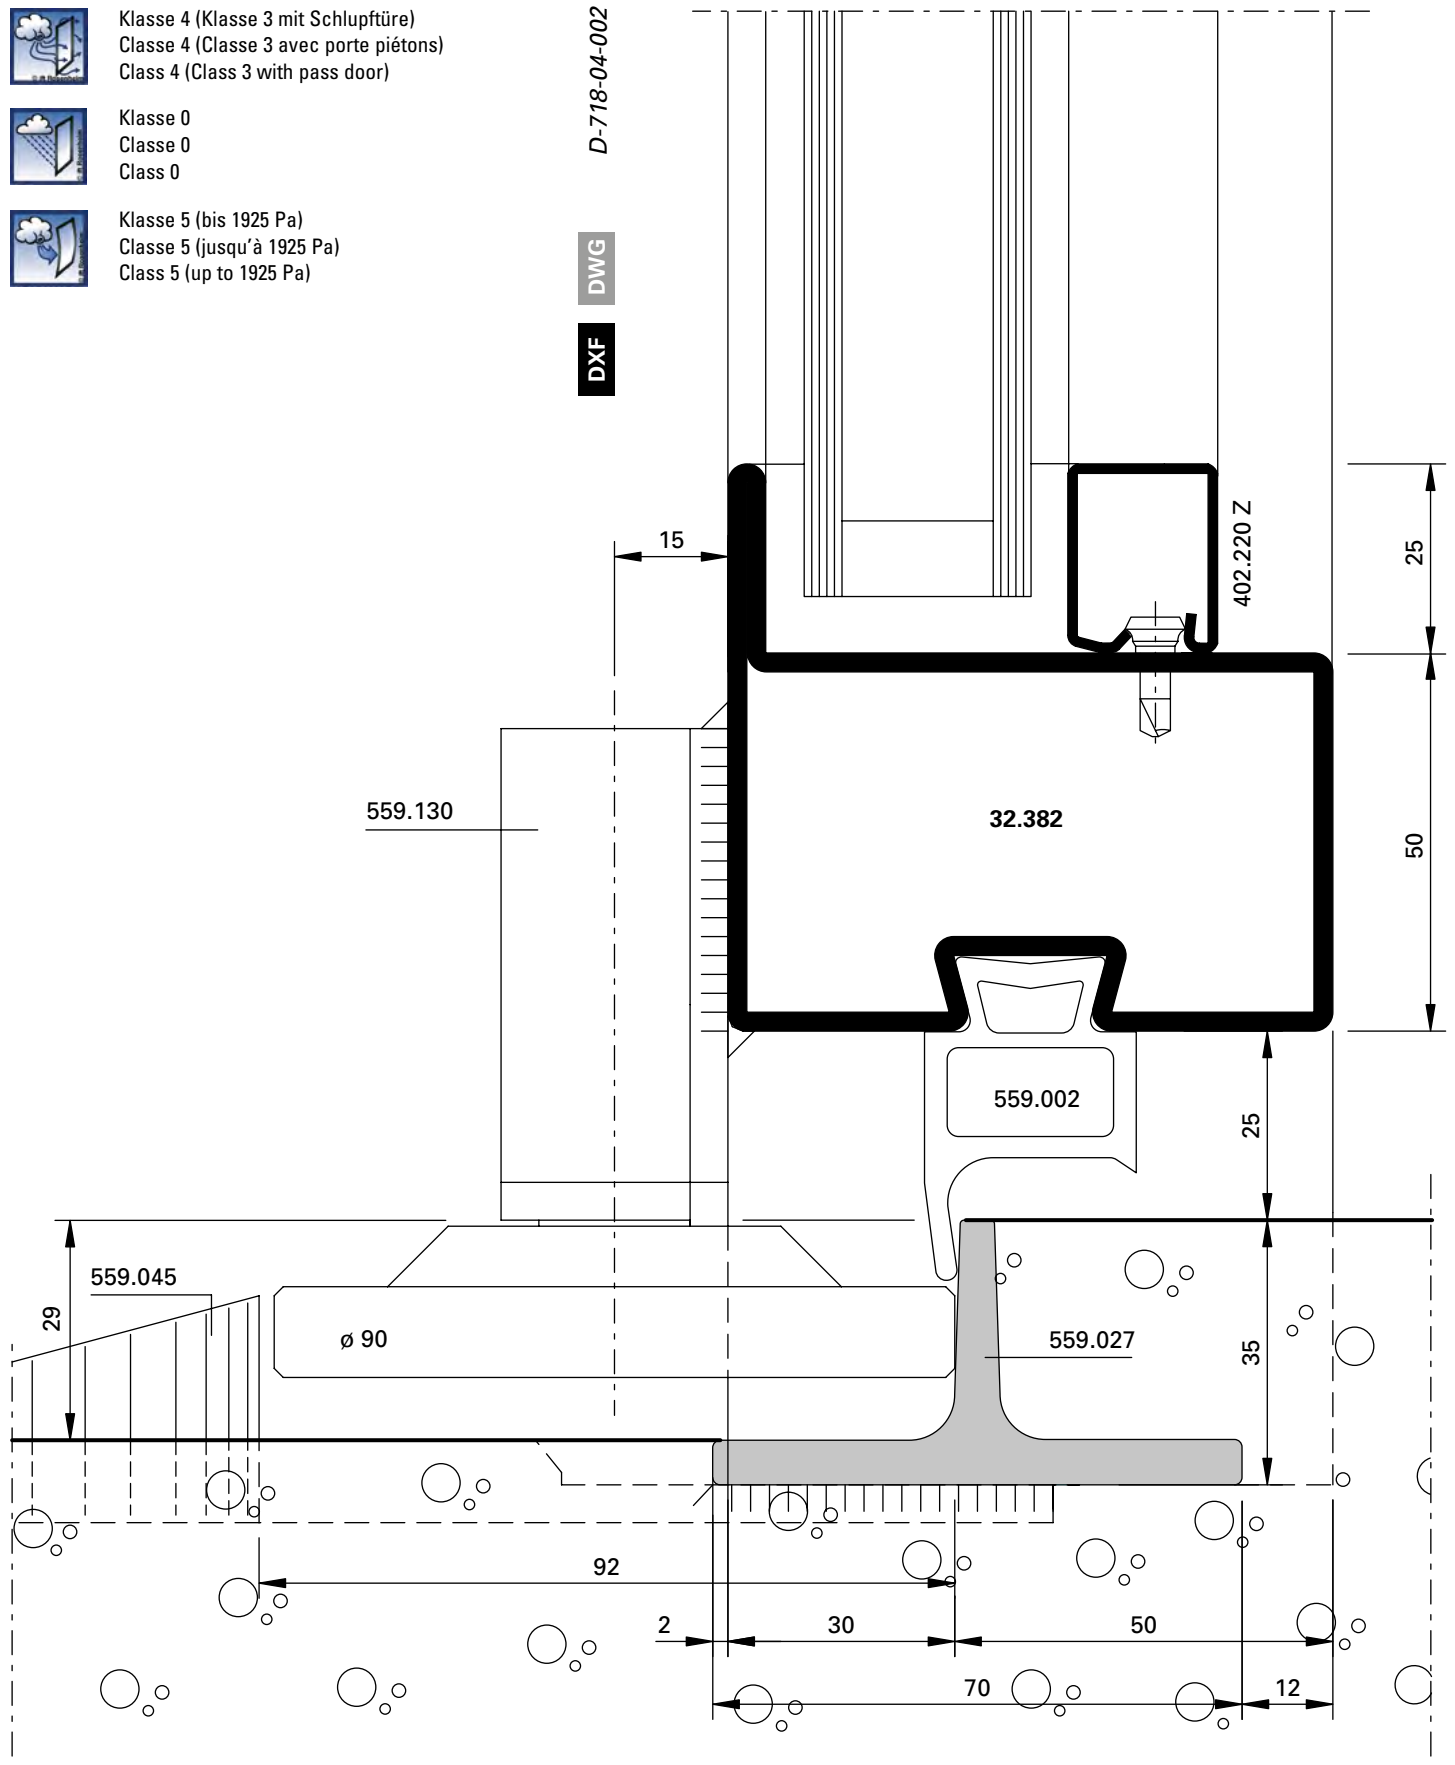 Klasse 4 (Klasse 3 mit Schlupftüre)
Classe 4 (Classe 3 avec porte piétons)
Class 4 (Class 3 with pass door)
Klasse 0
Classe 0
Class 0
Klasse 5 (bis 1925 Pa)
Classe 5 (jusqu'à 1925 Pa)
Class 5 (up to 1925 Pa)
D-718-04-002
DWG
DXF
15
402.220 Z
25
559.130
32.382
50
559.002
25
559.045
29
ø 90
559.027
35
92
2
30
50
70
12